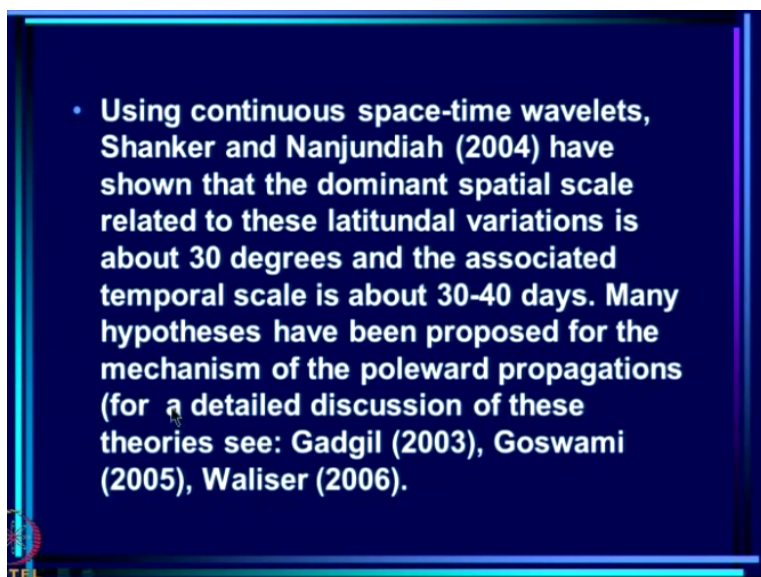 • Using continuous space-time wavelets,
Shanker and Nanjundiah (2004) have
shown that the dominant spatial scale
related to these latitundal variations is
about 30 degrees and the associated
temporal scale is about 30-40 days. Many
hypotheses have been proposed for the
mechanism of the poleward propagations
(for a detailed discussion of these
theories see: Gadgil (2003), Goswami
(2005), Waliser (2006).